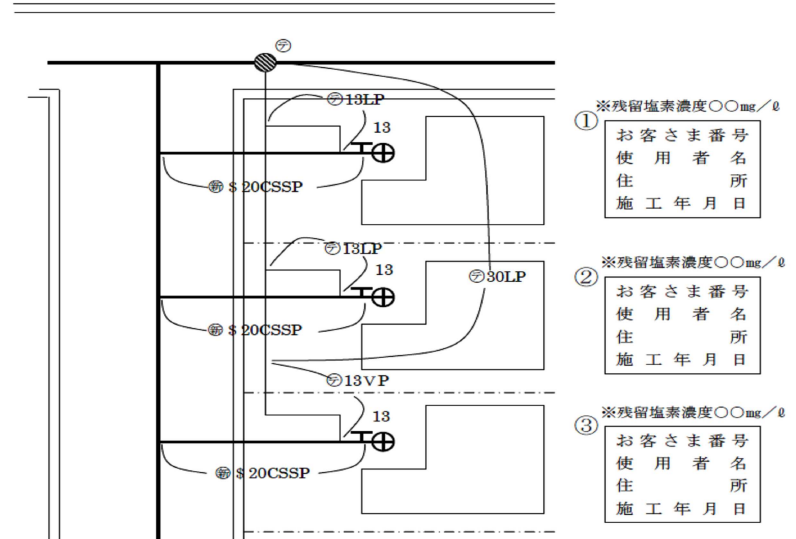 ㋢
㋢13LP
13
㊟$20CSSP
㋢13LP
13
㋢30LP
$20CSSP
㋢13VP
13
$20CSSP
①
※残留塩素濃度○○mg/ℓ
お客さま番号
使用者名
住所
施工年月日
②
※残留塩素濃度○○mg/ℓ
お客さま番号
使用者名
住所
施工年月日
③
※残留塩素濃度○○mg/ℓ
お客さま番号
使用者名
住所
施工年月日